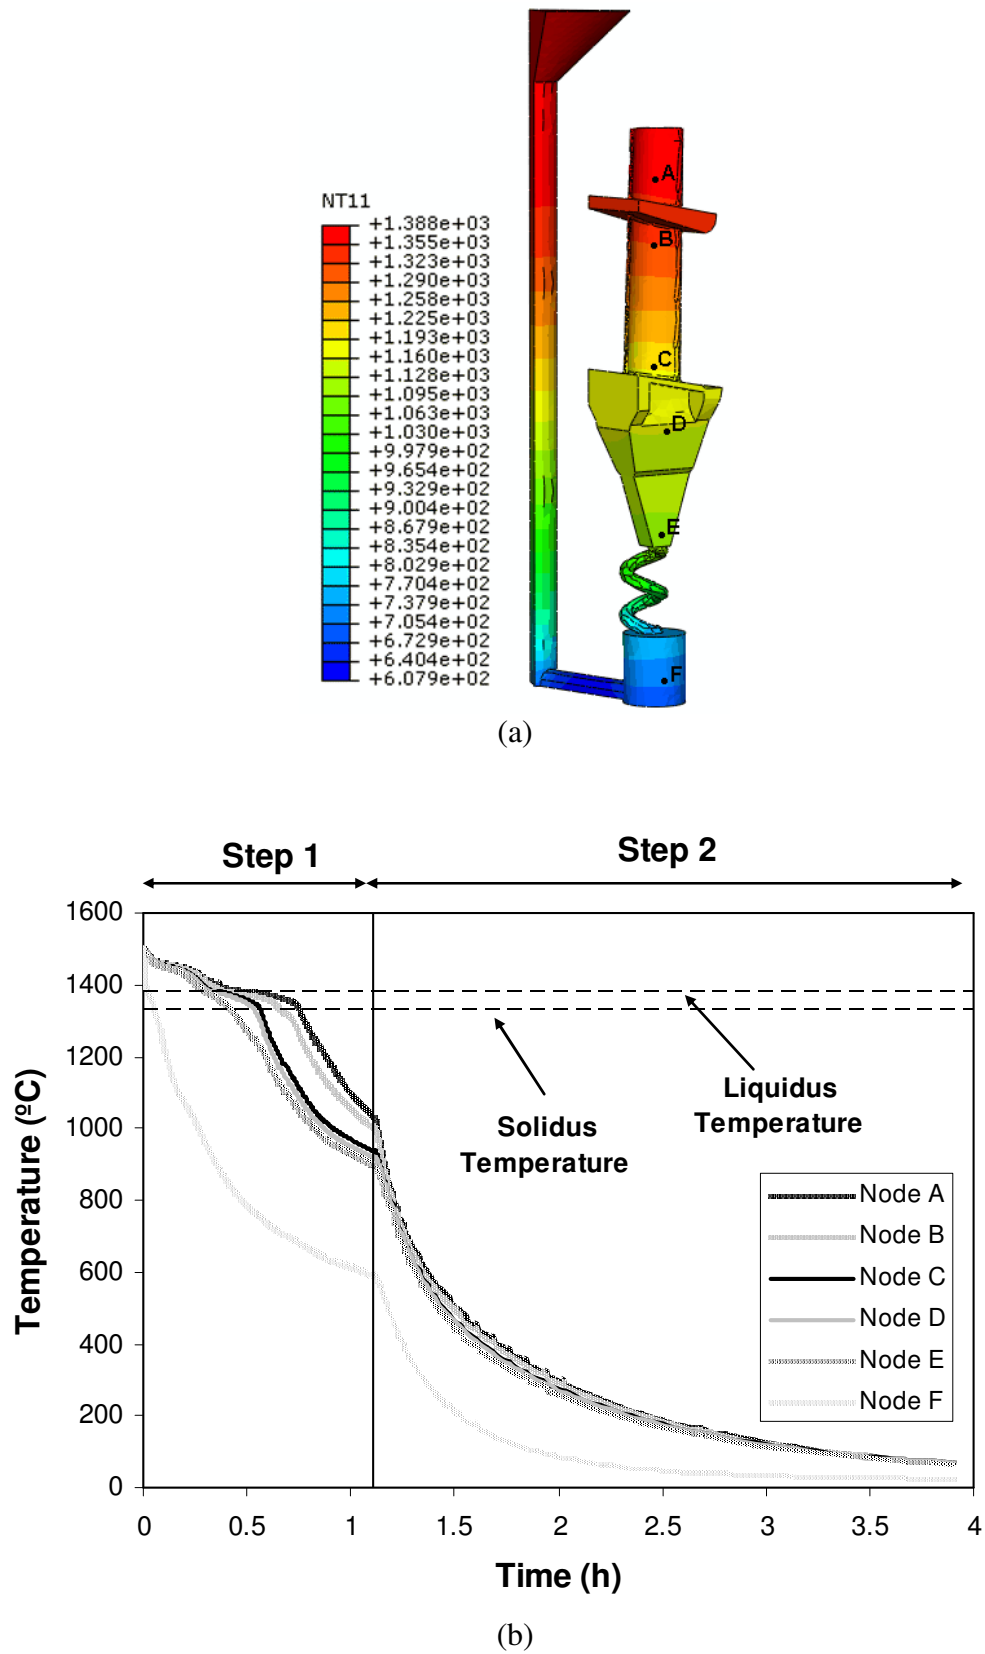 NT11
+1.388e+03
+1.355e+03
+1.323e+03
+1.290e+03
+1.258e+03
+1.225e+03
+1.193e+03
+1.160e+03
+1.128e+03
+1.095e+03
+1.063e+03
+1.030e+03
+9.979e+02
+9.654e+02
+9.329e+02
+9.004e+02
+8.679e+02
+8.354e+02
+8.029e+02
+7.704e+02
+7.379e+02
+7.054e+02
+6.729e+02
+6.404e+02
+6.079e+02
A
B
C
D
E
F
(a)
Step 1
Step 2
1600
1400
1200
1000
800
600
400
200
0
Temperature (ºC)
Liquidus
Temperature
Solidus
Temperature
Node A
Node B
Node C
Node D
Node E
Node F
0 0.5 1 1.5 2 2.5 3 3.5 4
Time (h)
(b)